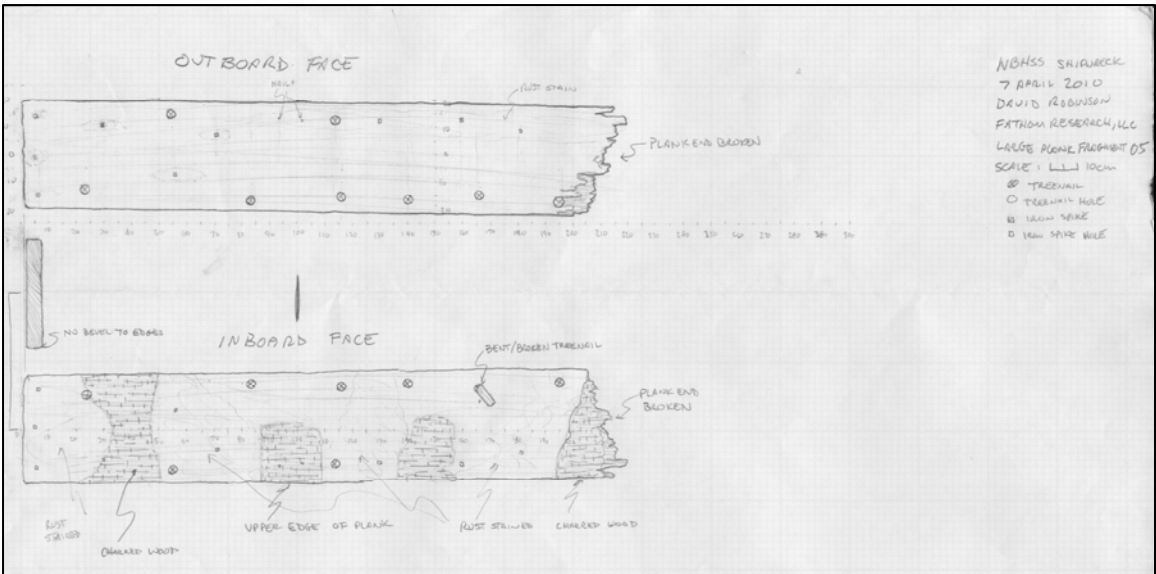 OUTBOARD FACE
NAILS
RUST STAIN
PLANK END BROKEN
NBHSS SHIPWRECK
7 APRIL 2010
DAVID ROBINSON
FATHOM RESEARCH, LLC
LARGE PLANK FRAGMENT 05
SCALE: 10cm
TREENAIL
TREENAIL HOLE
IRON SPIKE
IRON SPIKE HOLE
NO BEVEL TO EDGES
INBOARD FACE
BENT/BROKEN TREENAIL
PLANK END
BROKEN
RUST
STAINED
CHARRED WOOD
UPPER EDGE OF PLANK
RUST STAINED
CHARRED WOOD